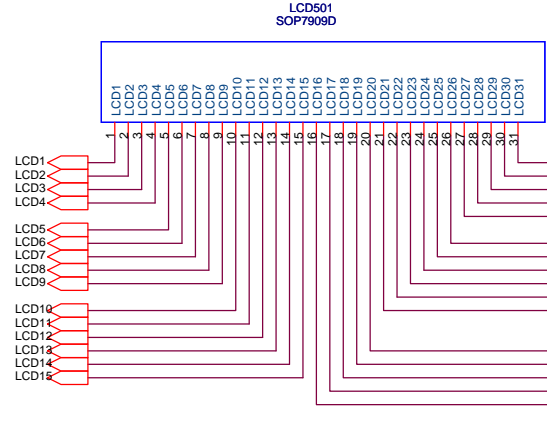 LCD501
SOP7909D
LCD1 LCD2 LCD3 LCD4 LCD5 LCD6 LCD7 LCD8 LCD9 LCD10 LCD11 LCD12 LCD13 LCD14 LCD15 LCD16 LCD17 LCD18 LCD19 LCD20 LCD21 LCD22 LCD23 LCD24 LCD25 LCD26 LCD27 LCD28 LCD29 LCD30 LCD31
1 2 3 4 5 6 7 8 9 10 11 12 13 14 15 16 17 18 19 20 21 22 23 24 25 26 27 28 29 30 31
LCD1
LCD2
LCD3
LCD4
LCD5
LCD6
LCD7
LCD8
LCD9
LCD10
LCD11
LCD12
LCD13
LCD14
LCD15